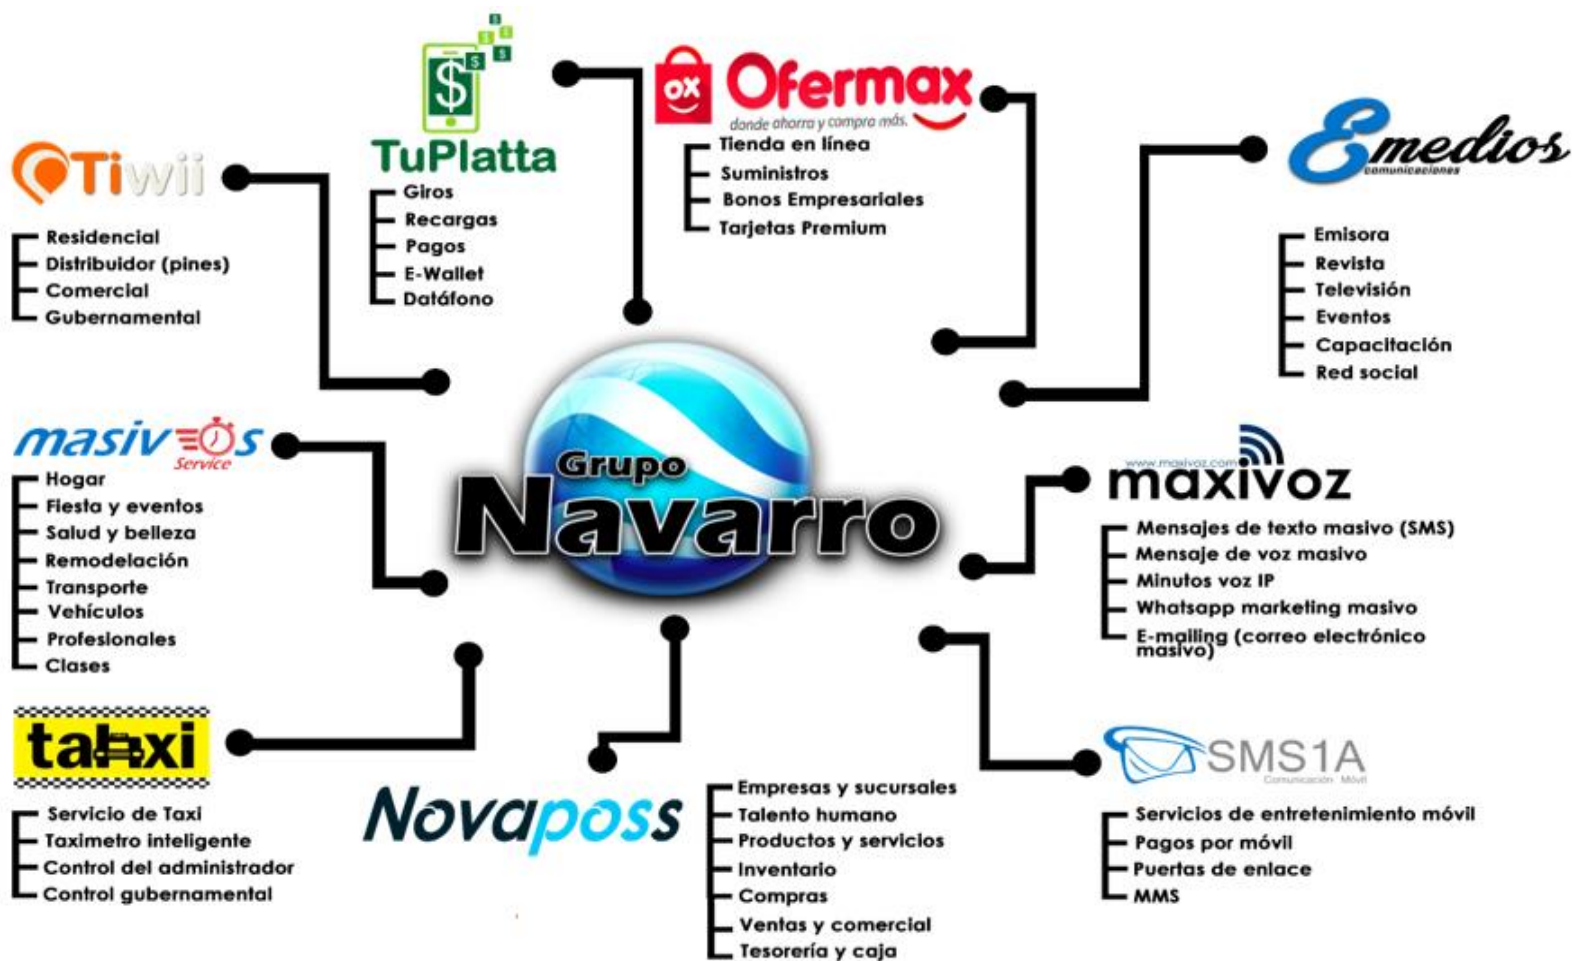 Tiwii
Residencial
Distribuidor (pines)
Comercial
Gubernamental
TuPlatta
Giros
Recargas
Pagos
E-Wallet
Datáfono
OX
Ofermax
donde ahorra y compra más.
Tienda en línea
Suministros
Bonos Empresariales
Tarjetas Premium
Emedios
comunicaciones
Emisora
Revista
Televisión
Eventos
Capacitación
Red social
Grupo
Navarro
masivos
Service
Hogar
Fiesta y eventos
Salud y belleza
Remodelación
Transporte
Vehículos
Profesionales
Clases
www.maxivoz.com
maxivoz
Mensajes de texto masivo (SMS)
Mensaje de voz masivo
Minutos voz IP
Whatsapp marketing masivo
E-mailing (correo electrónico
masivo)
taxi
Servicio de Taxi
Taximetro inteligente
Control del administrador
Control gubernamental
Novaposs
Empresas y sucursales
Talento humano
Productos y servicios
Inventario
Compras
Ventas y comercial
Tesorería y caja
SMS1A
Comunicación Móvil
Servicios de entretenimiento móvil
Pagos por móvil
Puertas de enlace
MMS